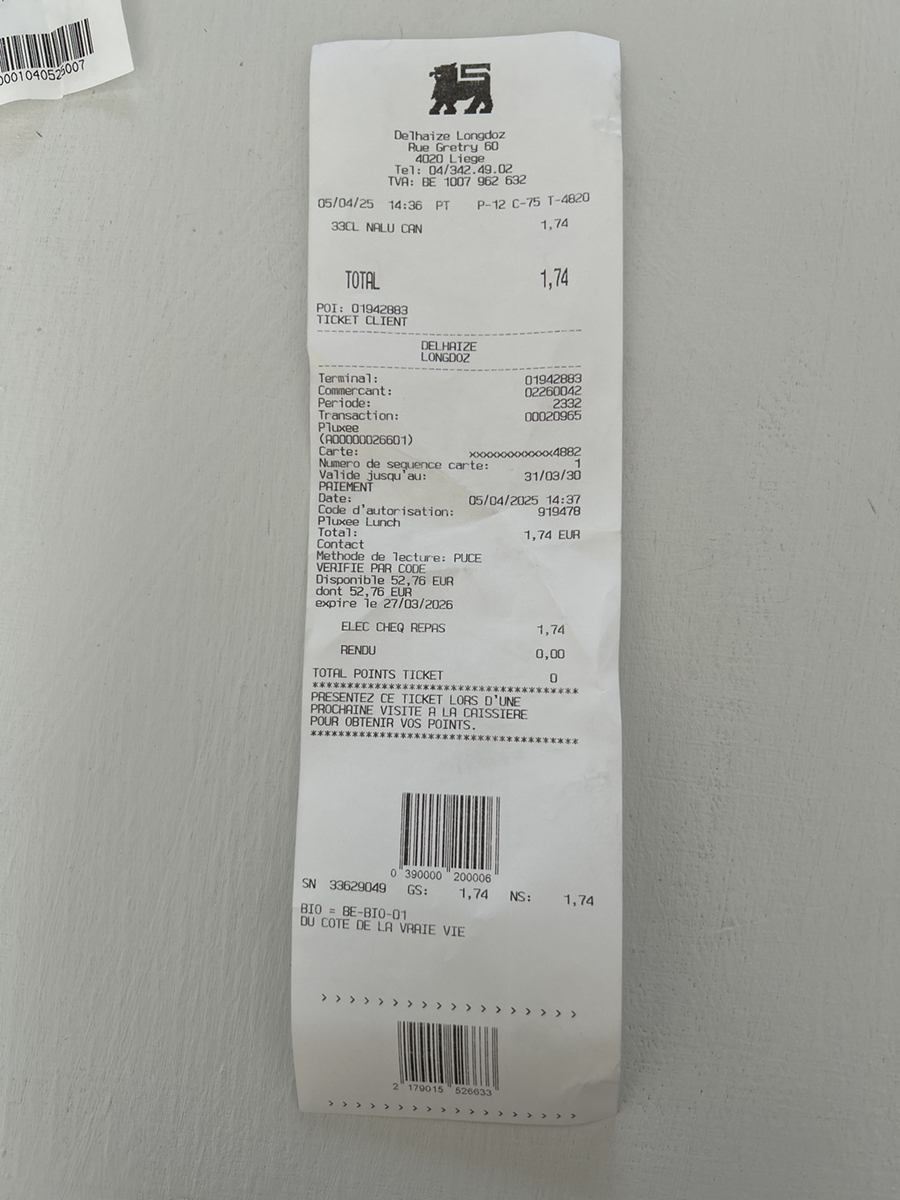 0001040526007
Delhaize Longdoz
Rue Gretry 60
4020 Liege
Tel: 04/342.49.02
TVA: BE 1007 962 632
05/04/25 14:36 PT P-12 C-75 T-4820
33CL NALU CAN 1,74
TOTAL 1,74
POI: 01942883
TICKET CLIENT
DELHAIZE
LONGDOZ
Terminal: 01942883
Commercant: 02260042
Periode: 2332
Transaction: 00020965
Pluxee
(A00000026601)
Carte: xxxxxxxxxxxx4882
Numero de sequence carte: 1
Valide jusqu'au: 31/03/30
PAIEMENT
Date: 05/04/2025 14:37
Code d'autorisation: 919478
Pluxee Lunch
Total: 1,74 EUR
Contact
Methode de lecture: PUCE
VERIFIE PAR CODE
Disponible 52,76 EUR
dont 52,76 EUR
expire le 27/03/2026
ELEC CHEQ REPAS 1,74
RENDU 0,00
TOTAL POINTS TICKET 0
***************************************
PRESENTEZ CE TICKET LORS D'UNE
PROCHAINE VISITE A LA CAISSIERE
POUR OBTENIR VOS POINTS.
***************************************
0 390000 200006
SN 33629049 GS: 1,74 NS: 1,74
BIO = BE-BIO-01
DU COTE DE LA VRAIE VIE
> > > > > > > > > > > > > > > > > >
2 179015 526633
> > > > > > > > > > > > > > > > > >